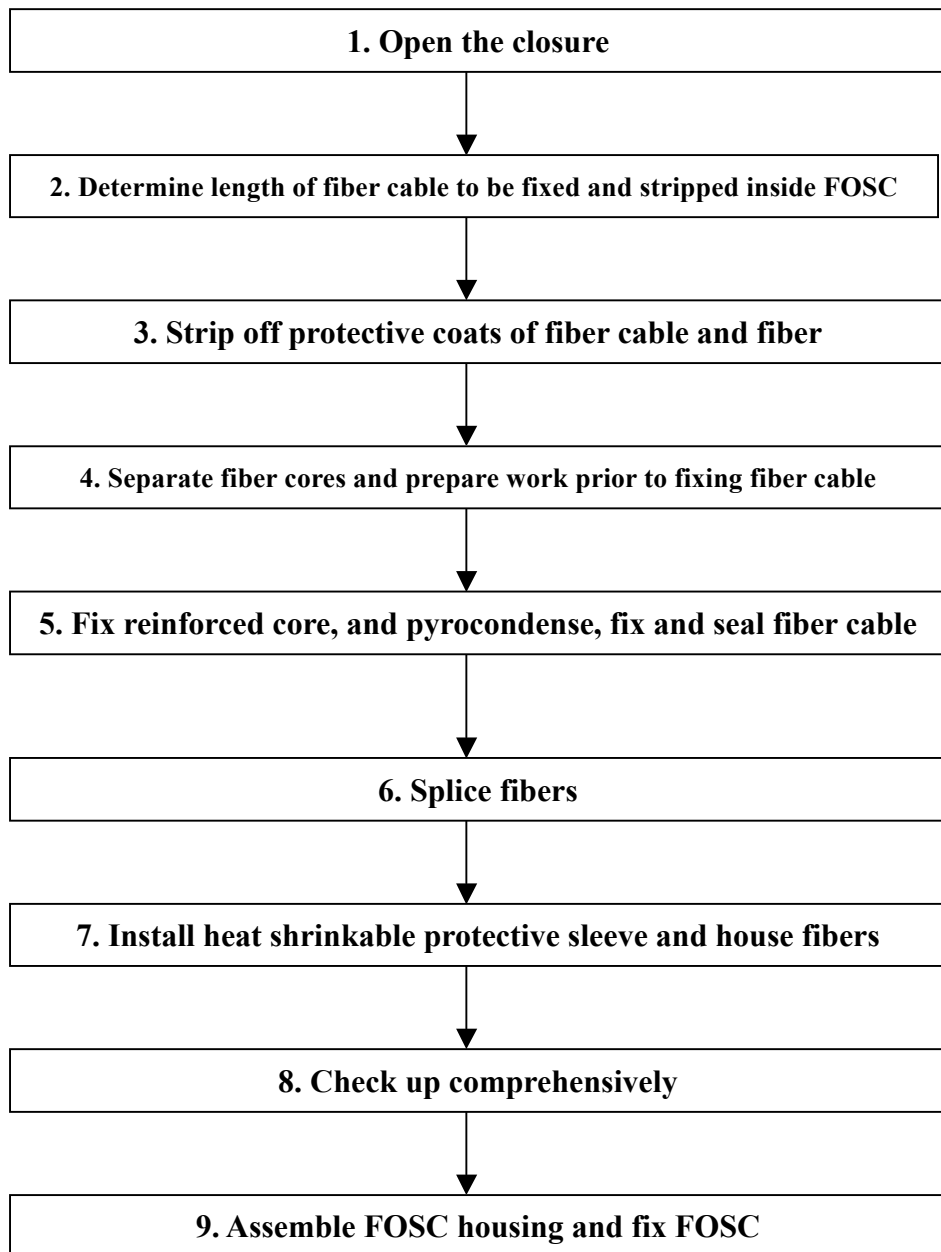 1. Open the closure
2. Determine length of fiber cable to be fixed and stripped inside FOSC
3. Strip off protective coats of fiber cable and fiber
4. Separate fiber cores and prepare work prior to fixing fiber cable
5. Fix reinforced core, and pyrocondense, fix and seal fiber cable
6. Splice fibers
7. Install heat shrinkable protective sleeve and house fibers
8. Check up comprehensively
9. Assemble FOSC housing and fix FOSC